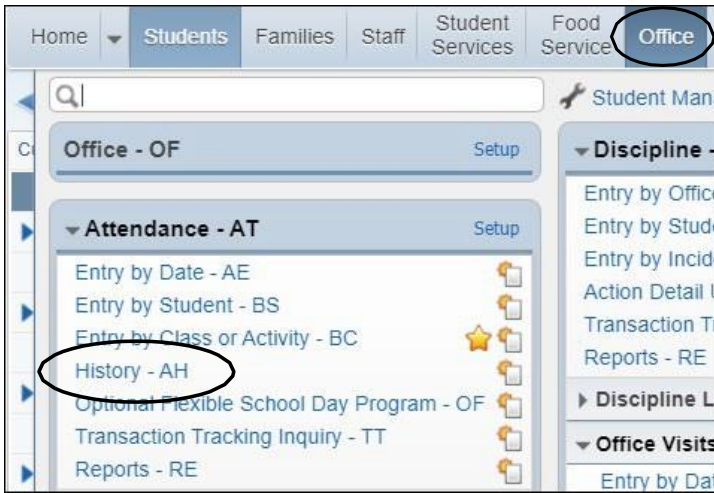 Home Students Families Staff Student Services Food Service Office
Student Man
Office - OF Setup
Attendance - AT Setup
Entry by Date - AE
Entry by Student - BS
Entry by Class or Activity - BC
History - AH
Optional Flexible School Day Program - OF
Transaction Tracking Inquiry - TT
Reports - RE
Discipline -
Entry by Offic
Entry by Stud
Entry by Incid
Action Detail
Transaction T
Reports - RE
Discipline L
Office Visits
Entry by Da